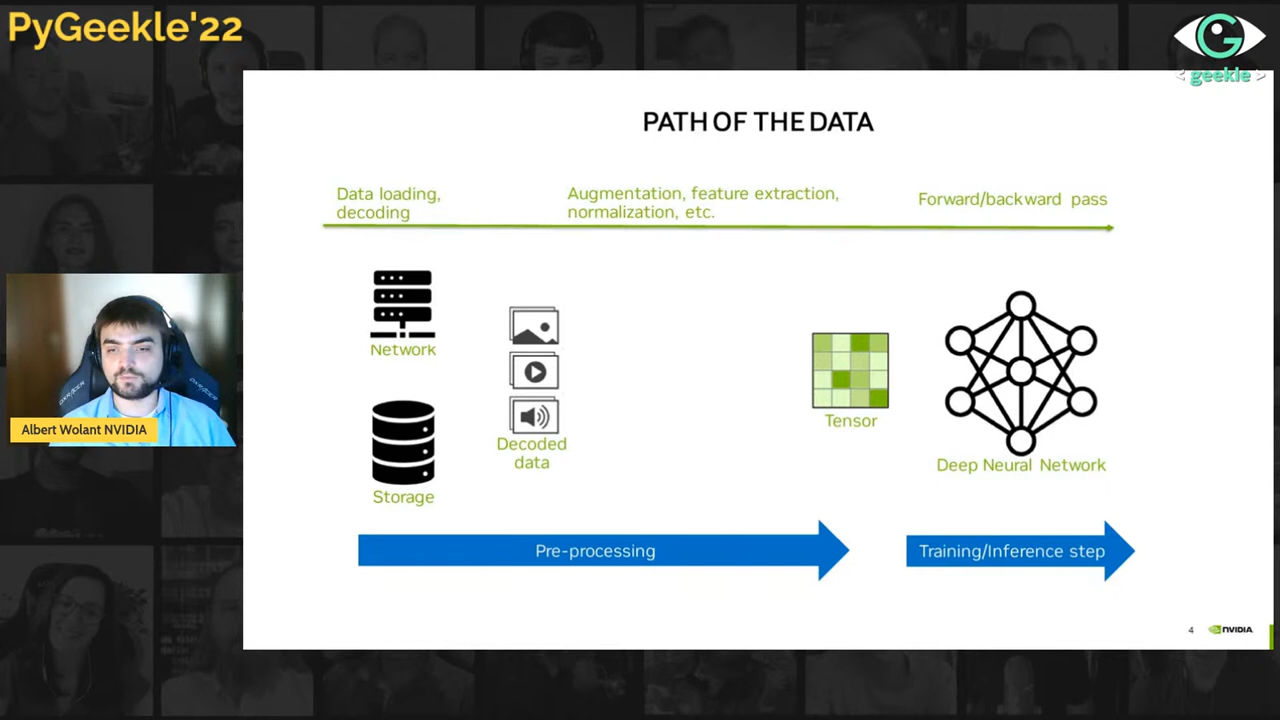 PyGeekle'22
G
< geekle >
PATH OF THE DATA
Data loading,
decoding
Augmentation, feature extraction,
normalization, etc.
Forward/backward pass
Network
Storage
Decoded
data
Tensor
Deep Neural Network
Pre-processing
Training/Inference step
Albert Wolant NVIDIA
4
NVIDIA